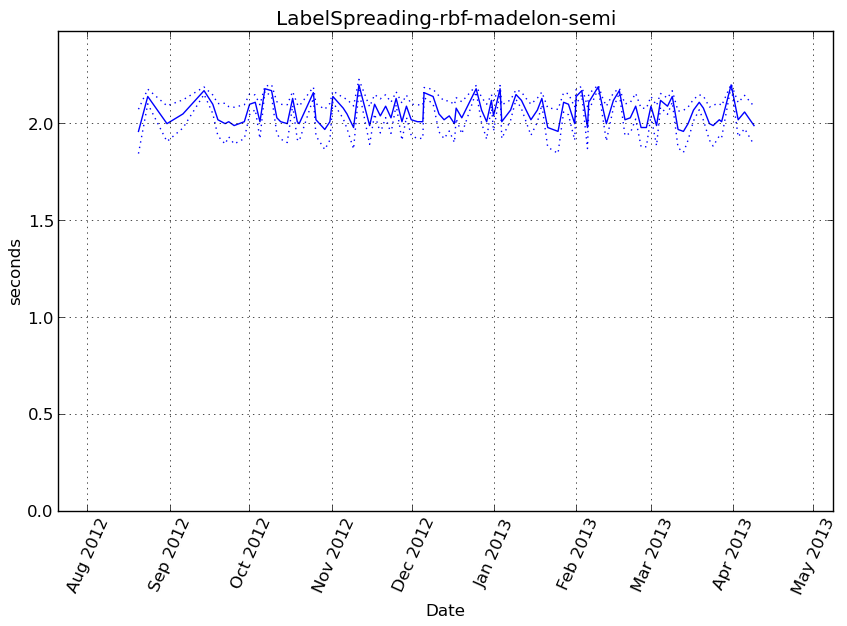 LabelSpreading-rbf-madelon-semi
seconds
2.0
1.5
1.0
0.5
0.0
Aug 2012
Sep 2012
Oct 2012
Nov 2012
Dec 2012
Jan 2013
Feb 2013
Mar 2013
Apr 2013
May 2013
Date